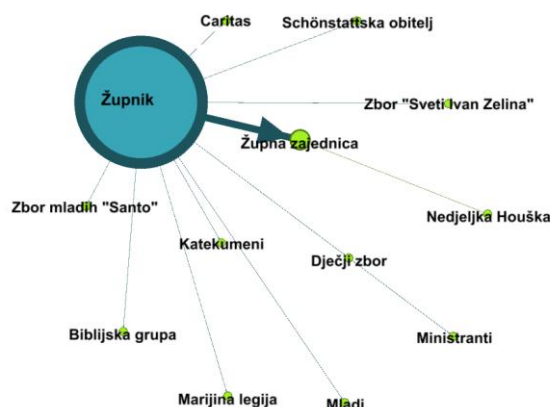 Caritas
Schönstattska obitelj
Župnik
Zbor "Sveti Ivan Zelina"
Župna zajednica
Zbor mladih "Santo"
Nedjeljka Houška
Katekumeni
Dječji zbor
Biblijska grupa
Ministranti
Marijina legija
Mladi